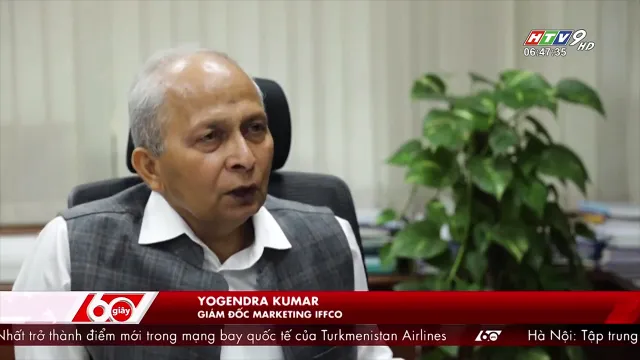 HTV9 HD
06:47:35
YOGENDRA KUMAR
GIÁM ĐỐC MARKETING IFFCO
60 giây
Nhất trở thành điểm mới trong mạng bay quốc tế của Turkmenistan Airlines 60giây Hà Nội: Tập trung